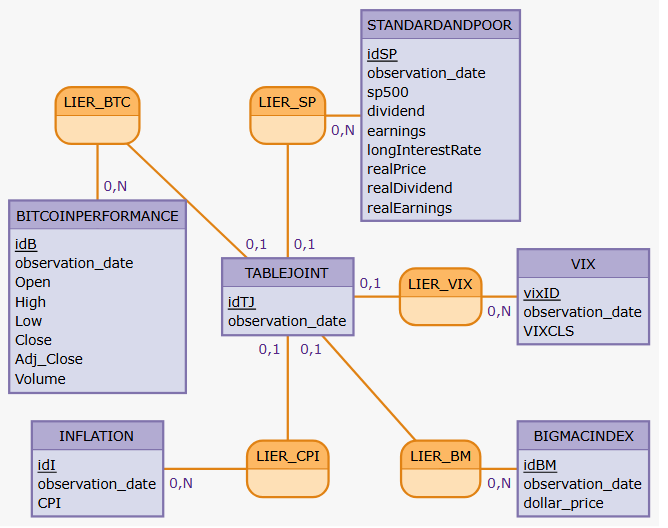 STANDARDANDPOOR
idSP
observation_date
sp500
dividend
earnings
longInterestRate
realPrice
realDividend
realEarnings
LIER_BTC
LIER_SP
0,N
0,N
BITCOINPERFORMANCE
idB
observation_date
Open
High
Low
Close
Adj_Close
Volume
0,1
0,1
TABLEJOINT
idTJ
observation_date
0,1
LIER_VIX
0,N
VIX
vixID
observation_date
VIXCLS
0,1
0,1
INFLATION
idI
observation_date
CPI
0,N
LIER_CPI
LIER_BM
0,N
BIGMACINDEX
idBM
observation_date
dollar_price